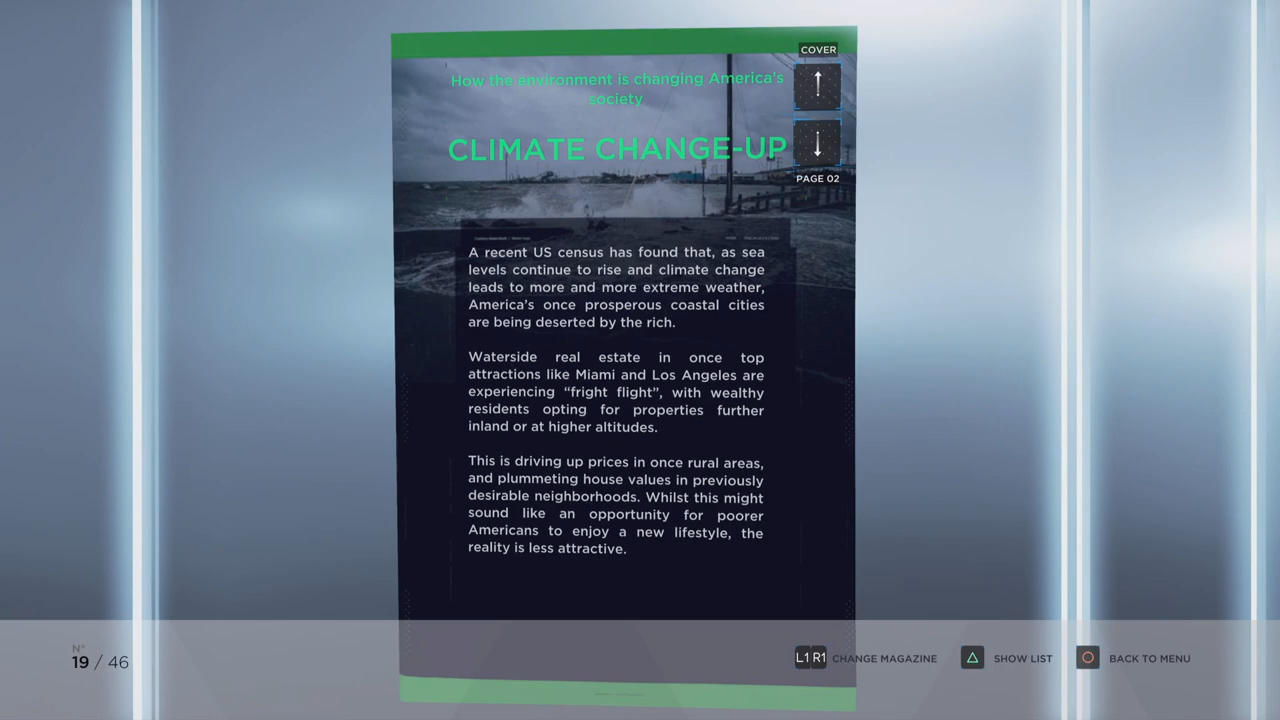 COVER
How the environment is changing America's
society
CLIMATE CHANGE-UP
PAGE 02
A recent US census has found that, as sea
levels continue to rise and climate change
leads to more and more extreme weather,
America's once prosperous coastal cities
are being deserted by the rich.
Waterside real estate in once top
attractions like Miami and Los Angeles are
experiencing “fright flight”, with wealthy
residents opting for properties further
inland or at higher altitudes.
This is driving up prices in once rural areas,
and plummeting house values in previously
desirable neighborhoods. Whilst this might
sound like an opportunity for poorer
Americans to enjoy a new lifestyle, the
reality is less attractive.
N°
19 / 46
L1 R1 CHANGE MAGAZINE
SHOW LIST
BACK TO MENU